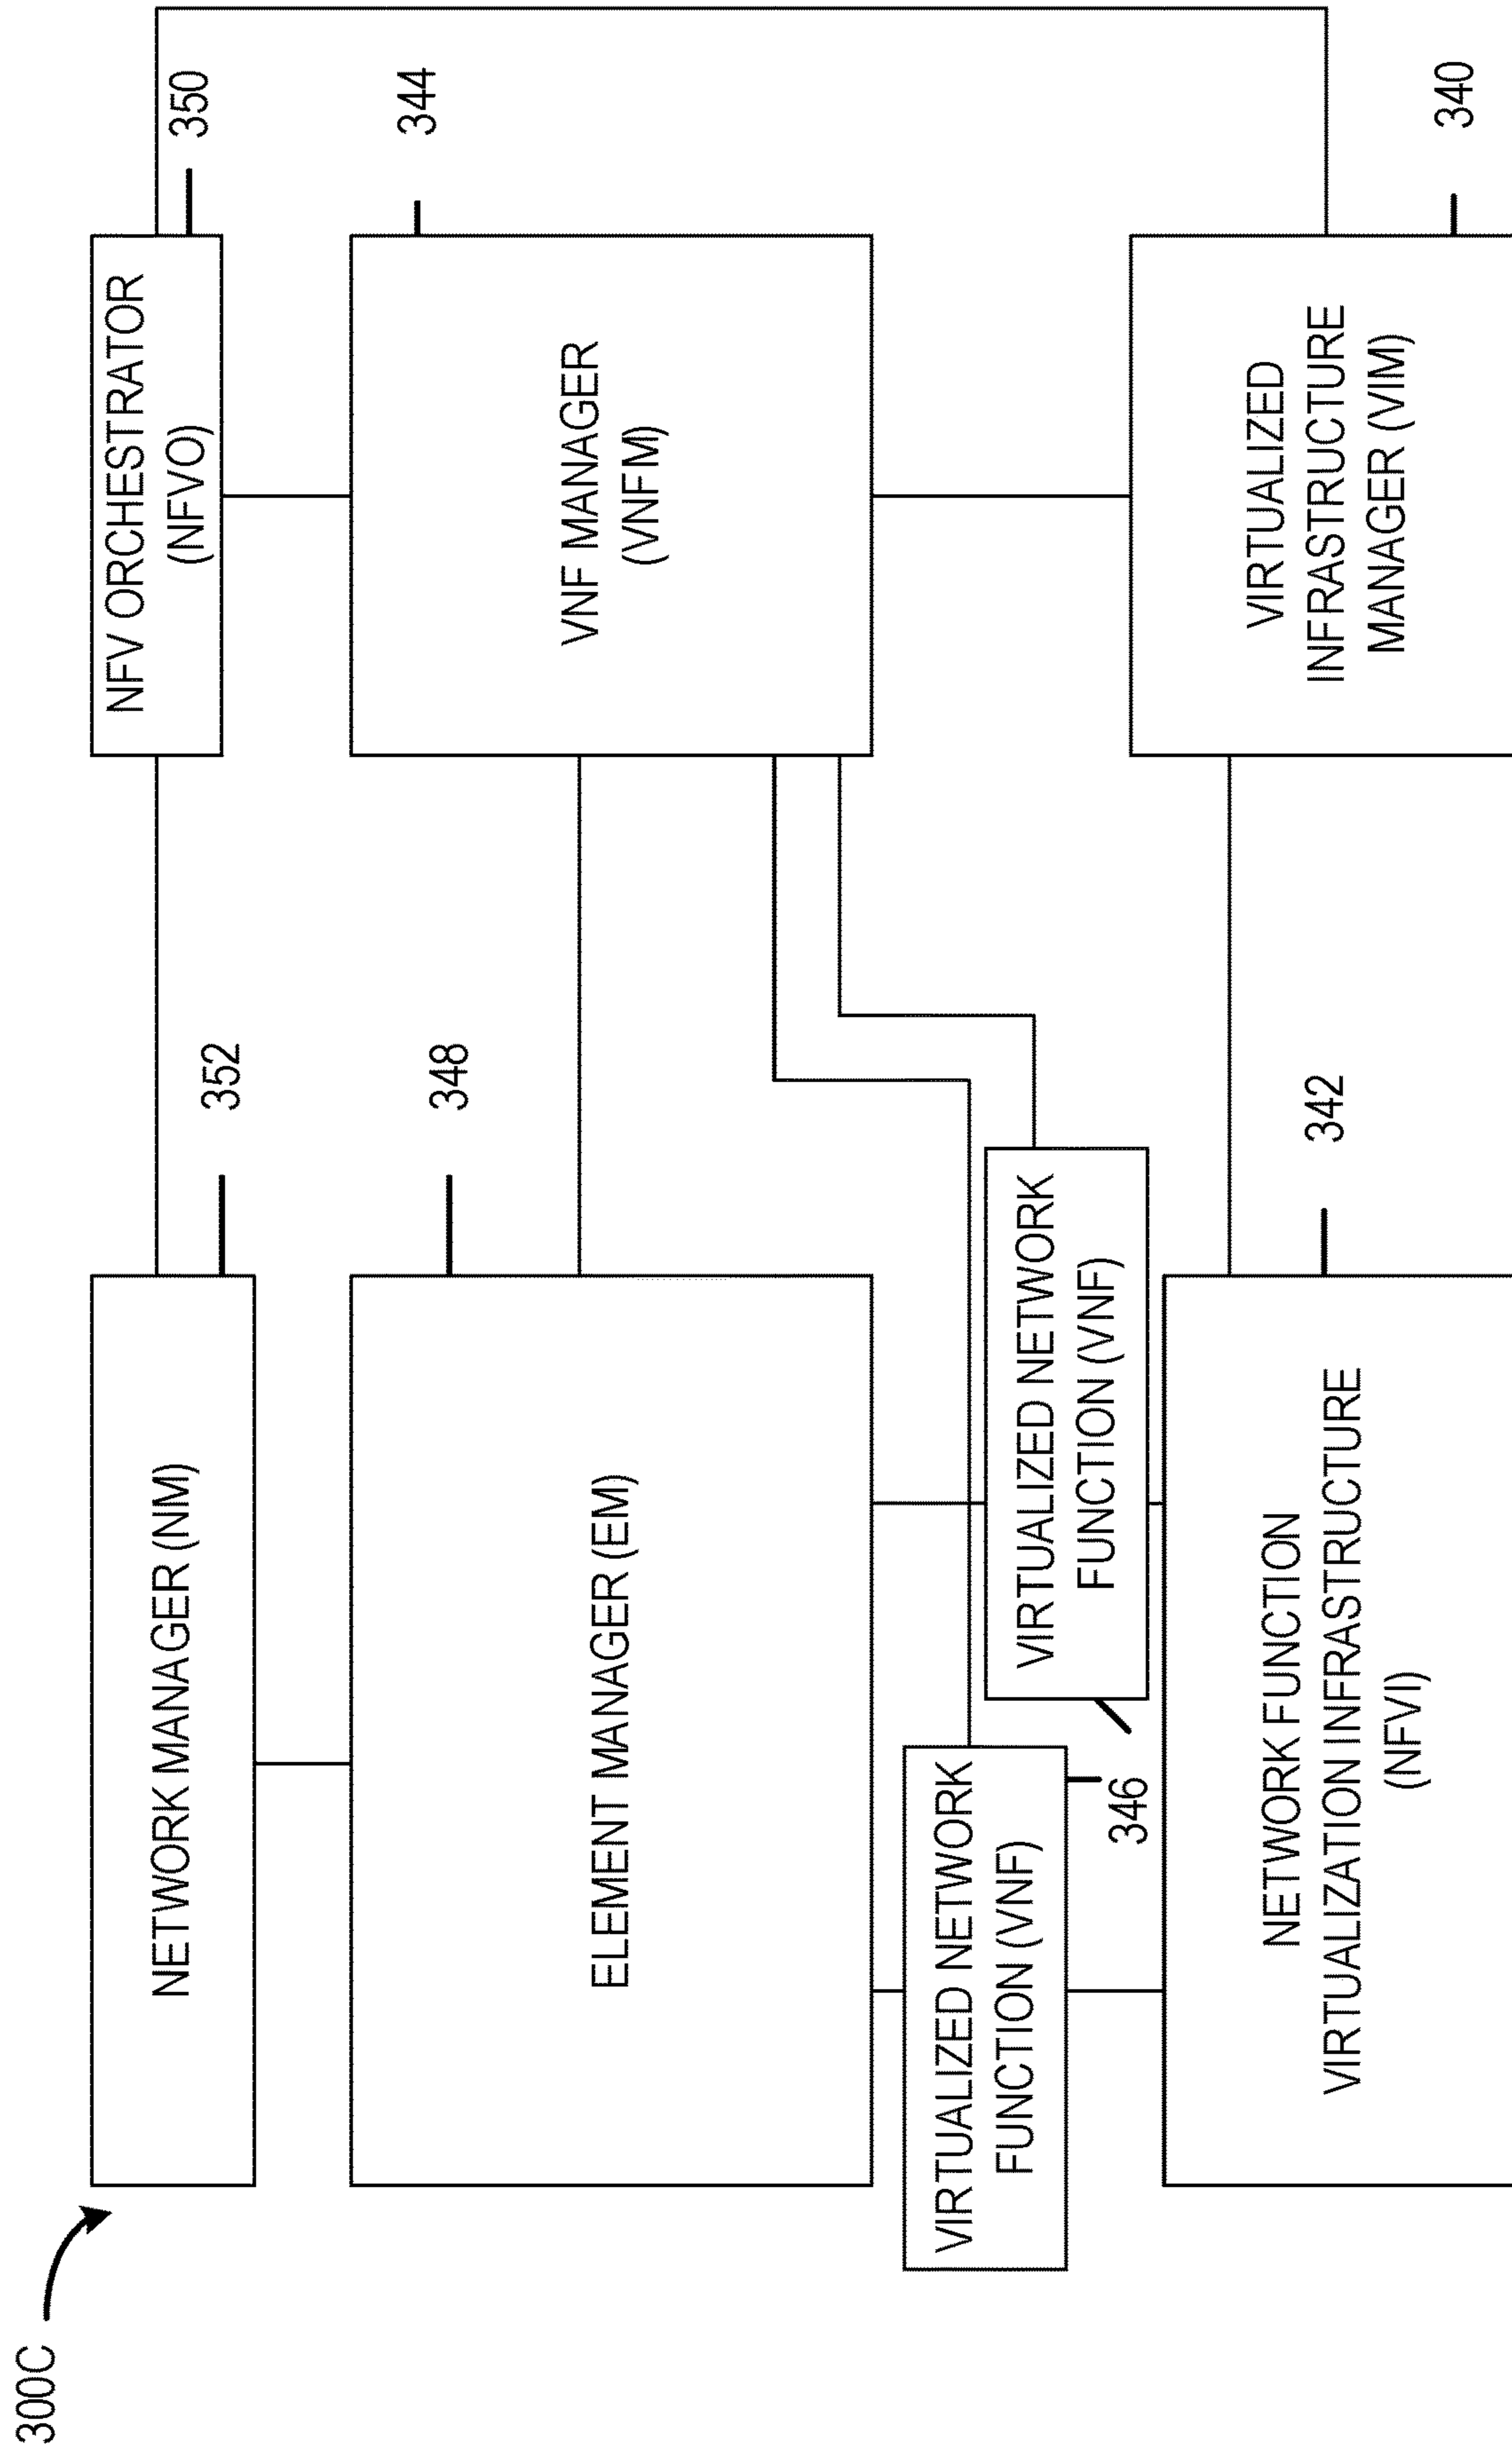 300C
NETWORK MANAGER (NM)
352
NFV ORCHESTRATOR
(NFVO)
350
ELEMENT MANAGER (EM)
348
VNF MANAGER
(VNFM)
344
VIRTUALIZED NETWORK
FUNCTION (VNF)
346
VIRTUALIZED NETWORK
FUNCTION (VNF)
NETWORK FUNCTION
VIRTUALIZATION INFRASTRUCTURE
(NFVI)
342
VIRTUALIZED
INFRASTRUCTURE
MANAGER (VIM)
340